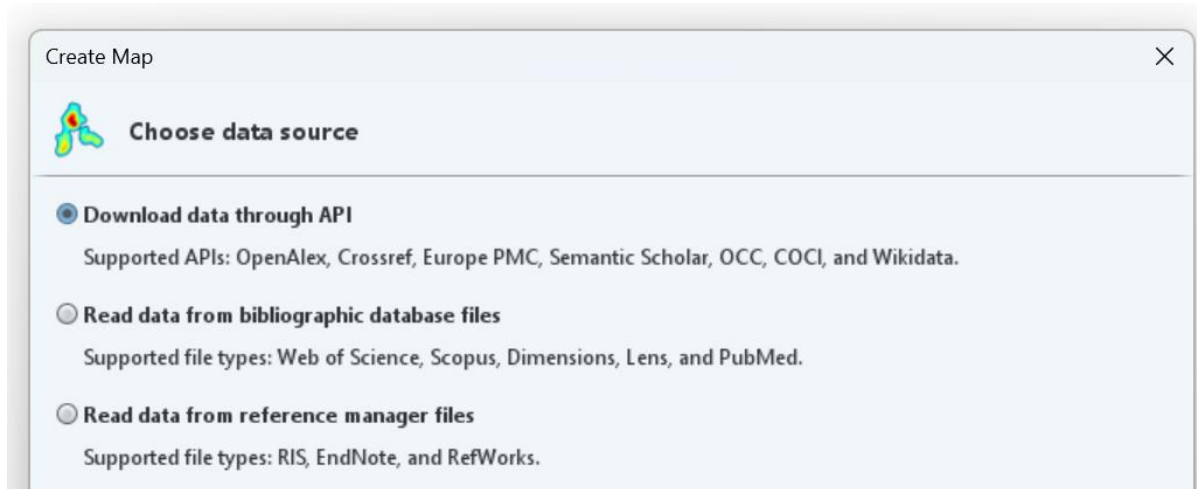 Create Map
Choose data source
Download data through API
Supported APIs: OpenAlex, Crossref, Europe PMC, Semantic Scholar, OCC, COCI, and Wikidata.
Read data from bibliographic database files
Supported file types: Web of Science, Scopus, Dimensions, Lens, and PubMed.
Read data from reference manager files
Supported file types: RIS, EndNote, and RefWorks.